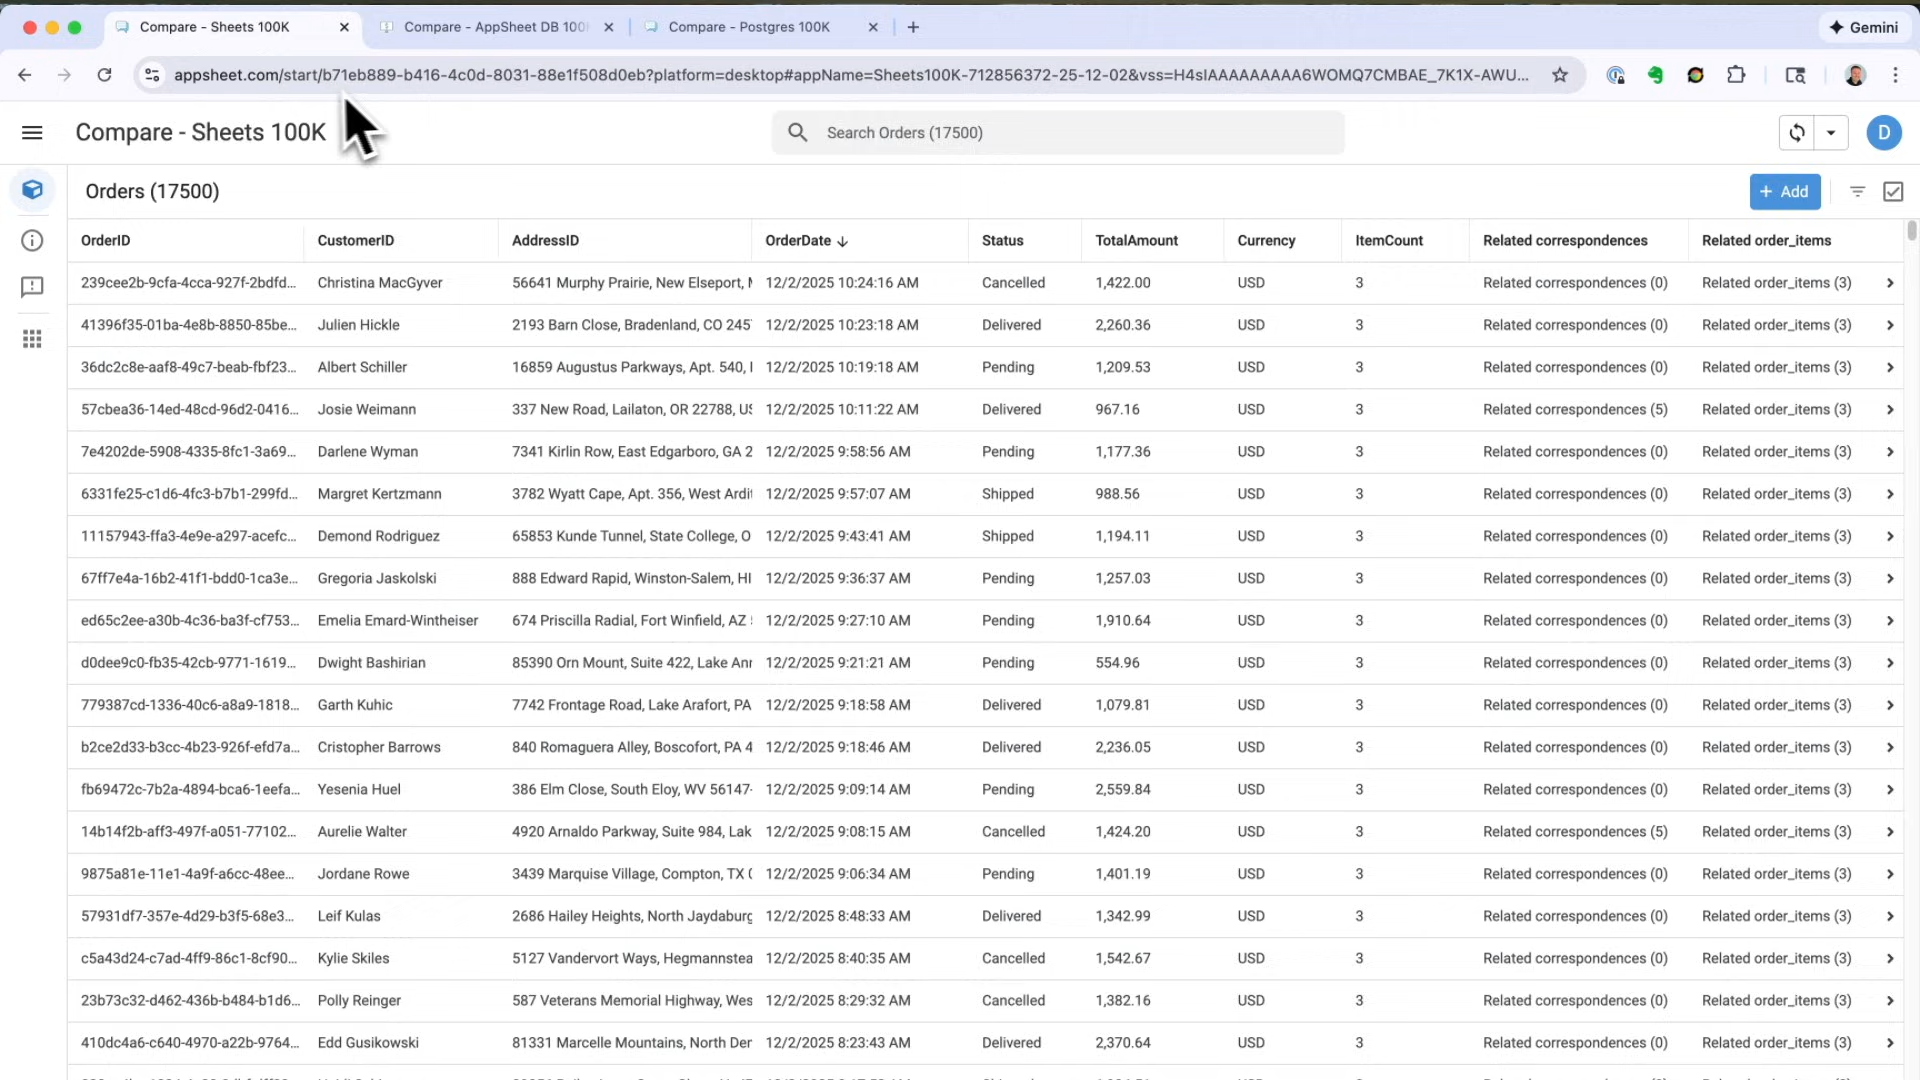 Compare - Sheets 100K
Compare - AppSheet DB 100
Compare - Postgres 100K
Gemini
appsheet.com/start/b71eb889-b416-4c0d-8031-88e1f508d0eb?platform=desktop#appName=Sheets100K-712856372-25-12-02&vss=H4sIAAAAAAAAA6WOMQ7CMBAE_7K1X-AWU...
Compare - Sheets 100K
Search Orders (17500)
D
Orders (17500)
+ Add
OrderID CustomerID AddressID OrderDate Status TotalAmount Currency ItemCount Related correspondences Related order_items
239cee2b-9cfa-4cca-927f-2bdfd... Christina MacGyver 56641 Murphy Prairie, New Elseport, 12/2/2025 10:24:16 AM Cancelled 1,422.00 USD 3 Related correspondences (0) Related order_items (3)
41396f35-01ba-4e8b-8850-85be... Julien Hickle 2193 Barn Close, Bradenland, CO 245 12/2/2025 10:23:18 AM Delivered 2,260.36 USD 3 Related correspondences (0) Related order_items (3)
36dc2c8e-aaf8-49c7-beab-fbf23... Albert Schiller 16859 Augustus Parkways, Apt. 540, 12/2/2025 10:19:18 AM Pending 1,209.53 USD 3 Related correspondences (0) Related order_items (3)
57cbea36-14ed-48cd-96d2-0416... Josie Weimann 337 New Road, Lailaton, OR 22788, US 12/2/2025 10:11:22 AM Delivered 967.16 USD 3 Related correspondences (5) Related order_items (3)
7e4202de-5908-4335-8fc1-3a69... Darlene Wyman 7341 Kirlin Row, East Edgarboro, GA 2 12/2/2025 9:58:56 AM Pending 1,177.36 USD 3 Related correspondences (0) Related order_items (3)
6331fe25-c1d6-4fc3-b7b1-299fd... Margret Kertzmann 3782 Wyatt Cape, Apt. 356, West Ardi 12/2/2025 9:57:07 AM Shipped 988.56 USD 3 Related correspondences (0) Related order_items (3)
11157943-ffa3-4e9e-a297-acefc... Demond Rodriguez 65853 Kunde Tunnel, State College, O 12/2/2025 9:43:41 AM Shipped 1,194.11 USD 3 Related correspondences (0) Related order_items (3)
67ff7e4a-16b2-41f1-bdd0-1ca3e... Gregoria Jaskolski 888 Edward Rapid, Winston-Salem, HI 12/2/2025 9:36:37 AM Pending 1,257.03 USD 3 Related correspondences (0) Related order_items (3)
ed65c2ee-a30b-4c36-ba3f-cf753... Emelia Emard-Wintheiser 674 Priscilla Radial, Fort Winfield, AZ 12/2/2025 9:27:10 AM Pending 1,910.64 USD 3 Related correspondences (0) Related order_items (3)
d0dee9c0-fb35-42cb-9771-1619... Dwight Bashirian 85390 Orn Mount, Suite 422, Lake Anr 12/2/2025 9:21:21 AM Pending 554.96 USD 3 Related correspondences (0) Related order_items (3)
779387cd-1336-40c6-a8a9-1818... Garth Kuhic 7742 Frontage Road, Lake Arafort, PA 12/2/2025 9:18:58 AM Delivered 1,079.81 USD 3 Related correspondences (0) Related order_items (3)
b2ce2d33-b3cc-4b23-926f-efd7a... Cristopher Barrows 840 Romaguera Alley, Boscofort, PA 4 12/2/2025 9:18:46 AM Delivered 2,236.05 USD 3 Related correspondences (0) Related order_items (3)
fb69472c-7b2a-4894-bca6-1eefa... Yesenia Huel 386 Elm Close, South Eloy, WV 56147- 12/2/2025 9:09:14 AM Pending 2,559.84 USD 3 Related correspondences (0) Related order_items (3)
14b14f2b-aff3-497f-a051-77102... Aurelie Walter 4920 Arnaldo Parkway, Suite 984, Lak 12/2/2025 9:08:15 AM Cancelled 1,424.20 USD 3 Related correspondences (5) Related order_items (3)
9875a81e-11e1-4a9f-a6cc-48ee... Jordane Rowe 3439 Marquise Village, Compton, TX 12/2/2025 9:06:34 AM Pending 1,401.19 USD 3 Related correspondences (0) Related order_items (3)
57931df7-357e-4d29-b3f5-68e3... Leif Kulas 2686 Hailey Heights, North Jaydaburg 12/2/2025 8:48:33 AM Delivered 1,342.99 USD 3 Related correspondences (0) Related order_items (3)
c5a43d24-c7ad-4ff9-86c1-8cf90... Kylie Skiles 5127 Vandervort Ways, Hegmannstea 12/2/2025 8:40:35 AM Cancelled 1,542.67 USD 3 Related correspondences (0) Related order_items (3)
23b73c32-d462-436b-b484-b1d6... Polly Reinger 587 Veterans Memorial Highway, Wes 12/2/2025 8:29:32 AM Cancelled 1,382.16 USD 3 Related correspondences (0) Related order_items (3)
410dc4a6-c640-4970-a22b-9764... Edd Gusikowski 81331 Marcelle Mountains, North Der 12/2/2025 8:23:43 AM Delivered 2,370.64 USD 3 Related correspondences (0) Related order_items (3)